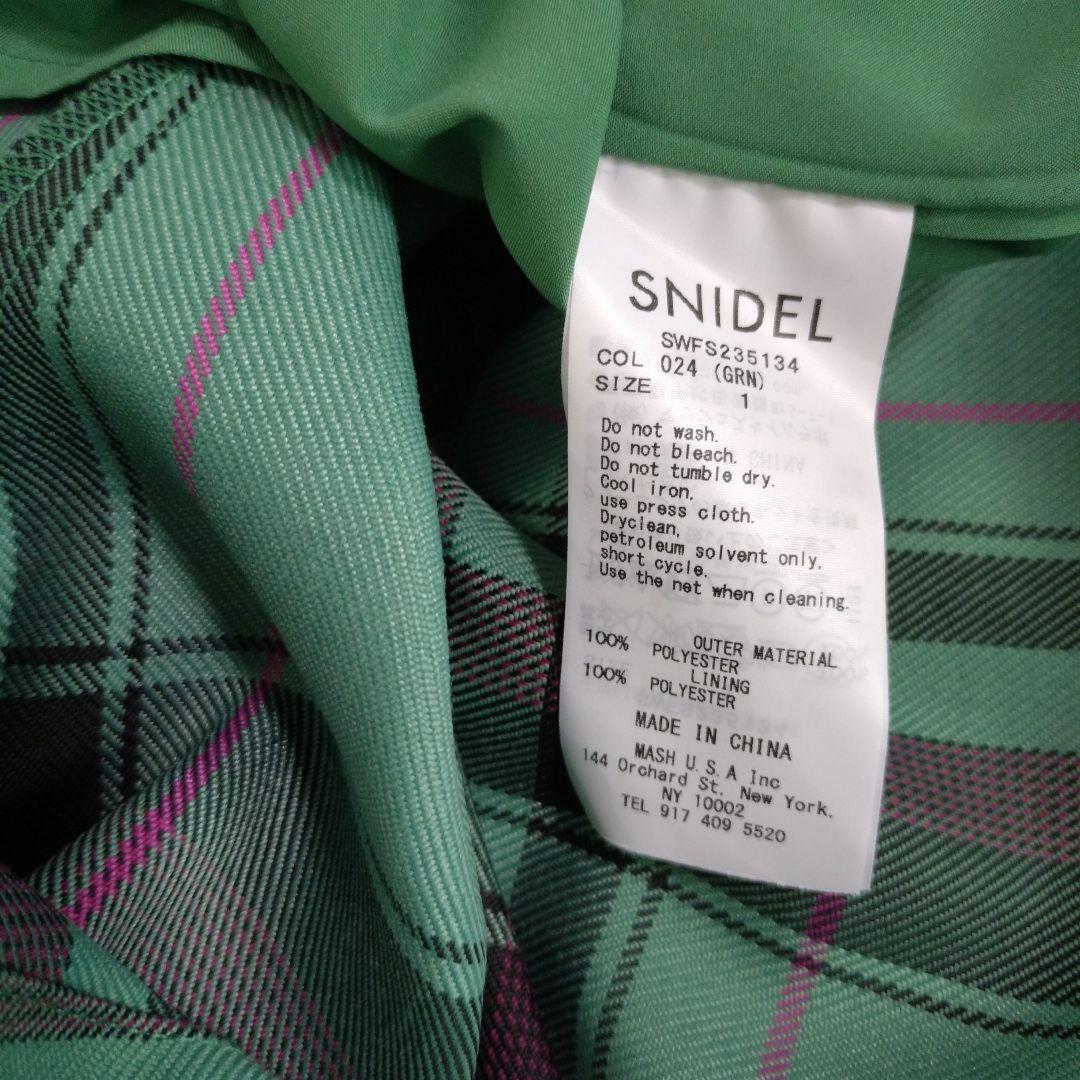 SNIDEL
SWFS235134
COL 024 (GRN)
SIZE 1
Do not wash.
Do not bleach.
Do not tumble dry.
Cool iron,
use press cloth.
Dryclean,
petroleum solvent only,
short cycle.
Use the net when cleaning.
OUTER MATERIAL
100% POLYESTER
LINING
100% POLYESTER
MADE IN CHINA
MASH U.S.A Inc
144 Orchard St. New York.
NY 10002
TEL 917 409 5520